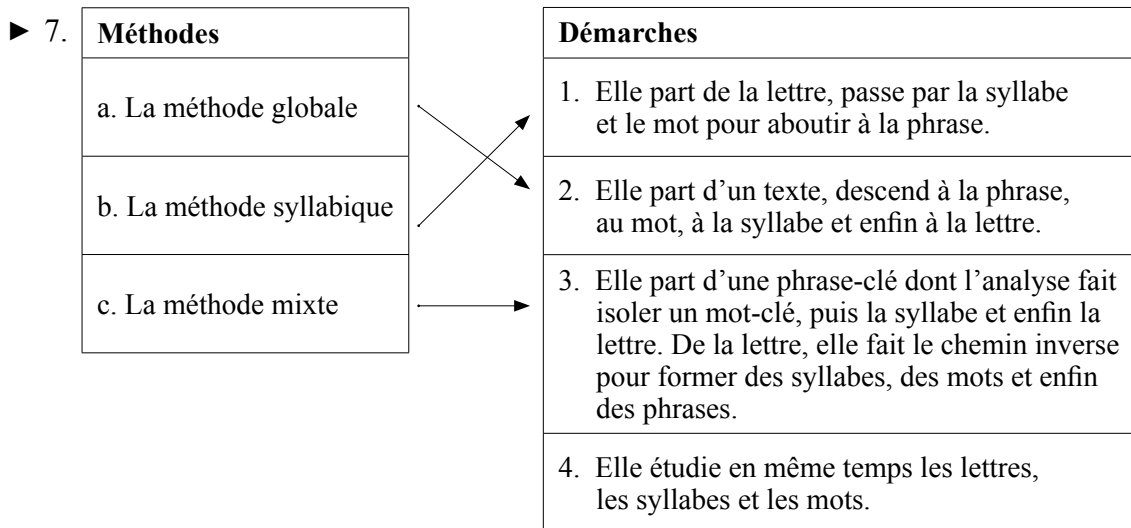 ► 7.
Méthodes
a. La méthode globale
b. La méthode syllabique
c. La méthode mixte
Démarches
1. Elle part de la lettre, passe par la syllabe
et le mot pour aboutir à la phrase.
2. Elle part d’un texte, descend à la phrase,
au mot, à la syllabe et enfin à la lettre.
3. Elle part d’une phrase-clé dont l’analyse fait
isoler un mot-clé, puis la syllabe et enfin la
lettre. De la lettre, elle fait le chemin inverse
pour former des syllabes, des mots et enfin
des phrases.
4. Elle étudie en même temps les lettres,
les syllabes et les mots.